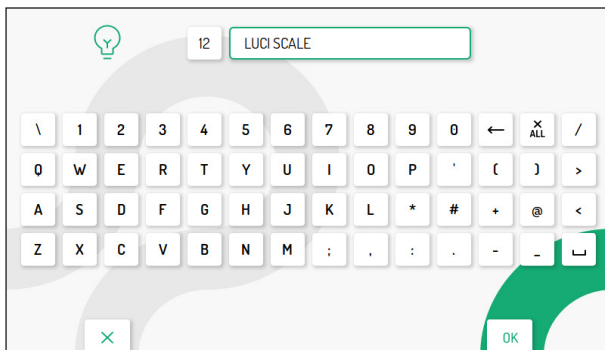 12 LUCI SCALE
\ 1 2 3 4 5 6 7 8 9 0 ← × ALL /
Q W E R T Y U I O P ' ( ) >
A S D F G H J K L * # + @ <
Z X C V B N M ; , : . - _ ⎵
× OK